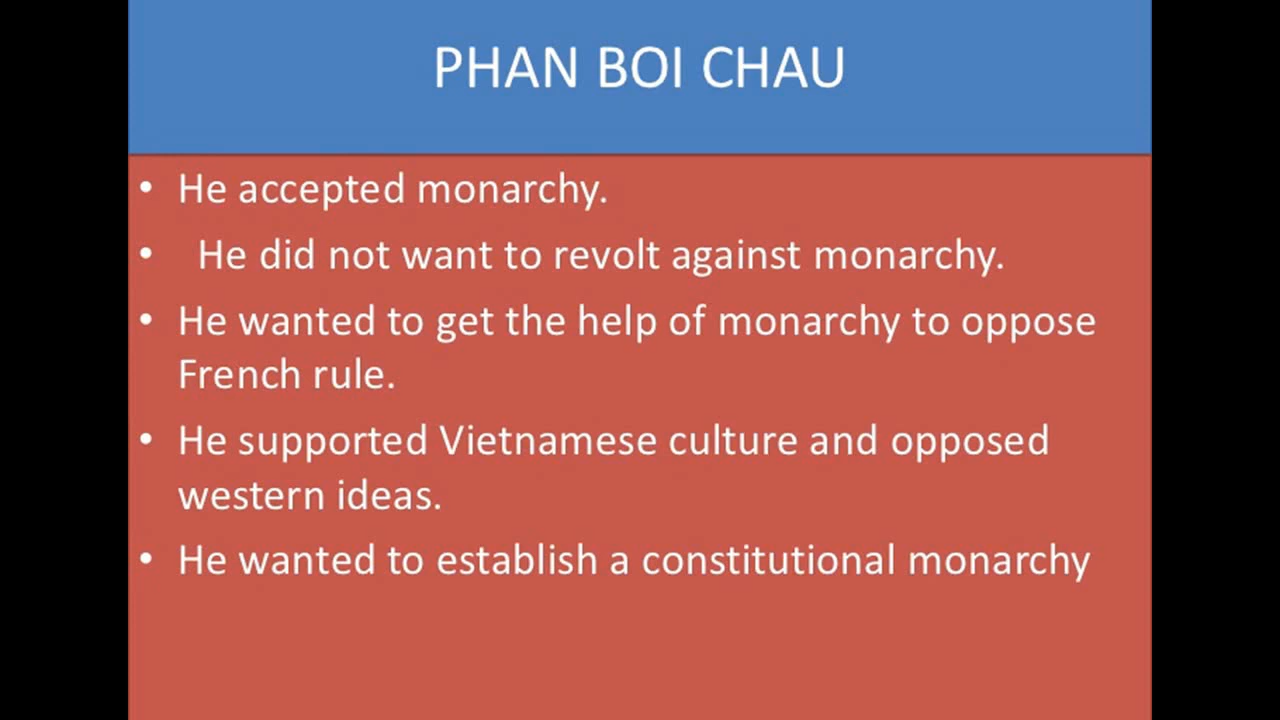 PHAN BOI CHAU
• He accepted monarchy.
• He did not want to revolt against monarchy.
• He wanted to get the help of monarchy to oppose
French rule.
• He supported Vietnamese culture and opposed
western ideas.
• He wanted to establish a constitutional monarchy